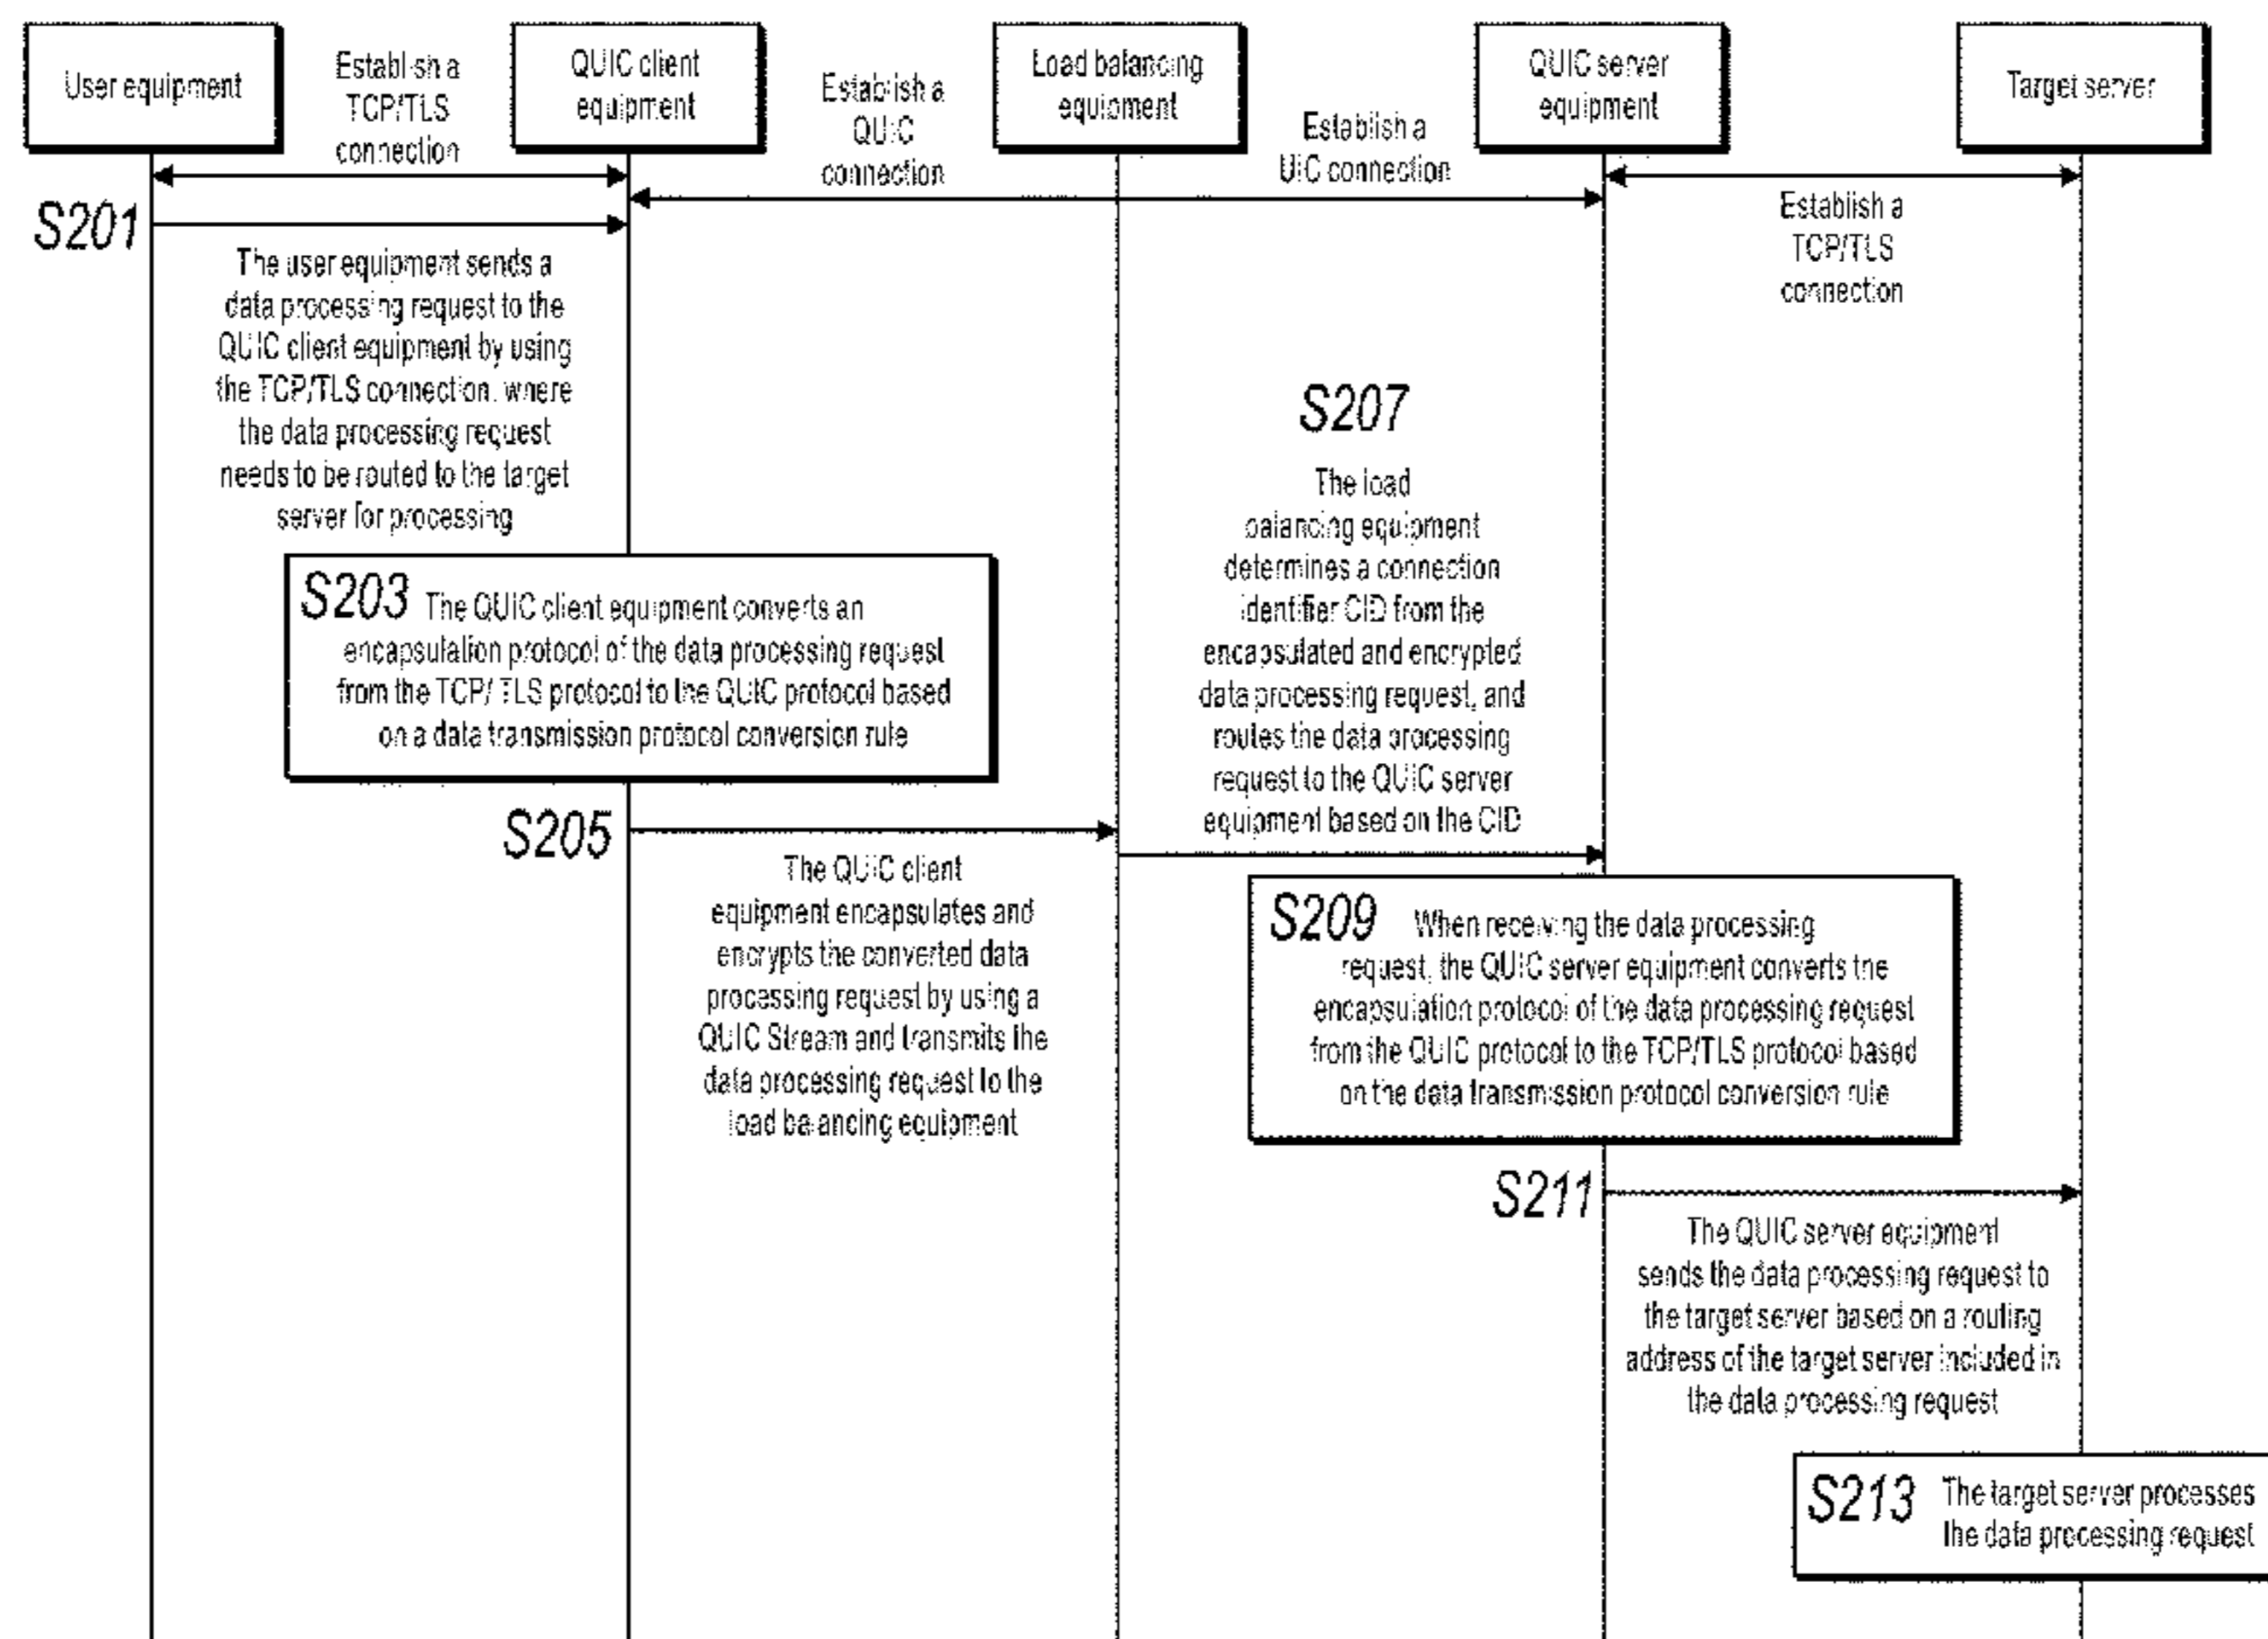 User equipment
Establish a
TCP/TLS
connection
QUIC client
equipment
Establish a
QUIC
connection
Load balancing
equipment
Establish a
UIC connection
QUIC server
equipment
Target server
Establish a
TCP/TLS
connection
S201
The user equipment sends a
data processing request to the
QUIC client equipment by using
the TCP/TLS connection, where
the data processing request
needs to be routed to the target
server for processing
S203 The QUIC client equipment converts an
encapsulation protocol of the data processing request
from the TCP/ TLS protocol to the QUIC protocol based
on a data transmission protocol conversion rule
S205
The QUIC client
equipment encapsulates and
encrypts the converted data
processing request by using a
QUIC Stream and transmits the
data processing request to the
load balancing equipment
S207
The load
balancing equipment
determines a connection
identifier CID from the
encapsulated and encrypted
data processing request, and
routes the data processing
request to the QUIC server
equipment based on the CID
S209 When receiving the data processing
request, the QUIC server equipment converts the
encapsulation protocol of the data processing request
from the QUIC protocol to the TCP/TLS protocol based
on the data transmission protocol conversion rule
S211
The QUIC server equipment
sends the data processing request to
the target server based on a routing
address of the target server included in
the data processing request
S213 The target server processes
the data processing request